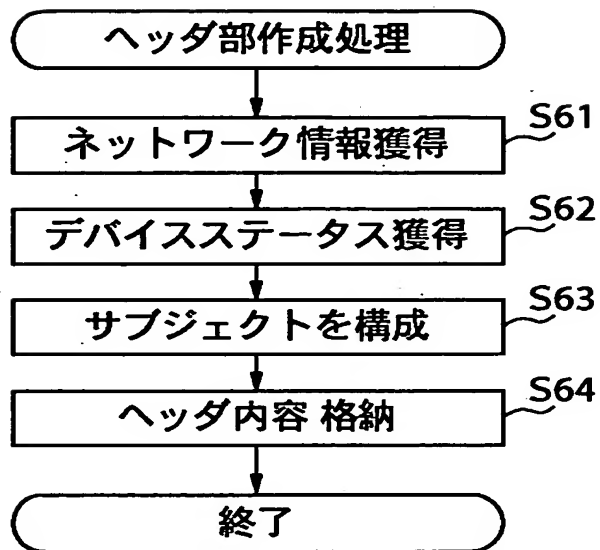 ヘッダ部作成処理
ネットワーク情報獲得
S61
デバイスステータス獲得
S62
サブジェクトを構成
S63
ヘッダ内容 格納
S64
終了